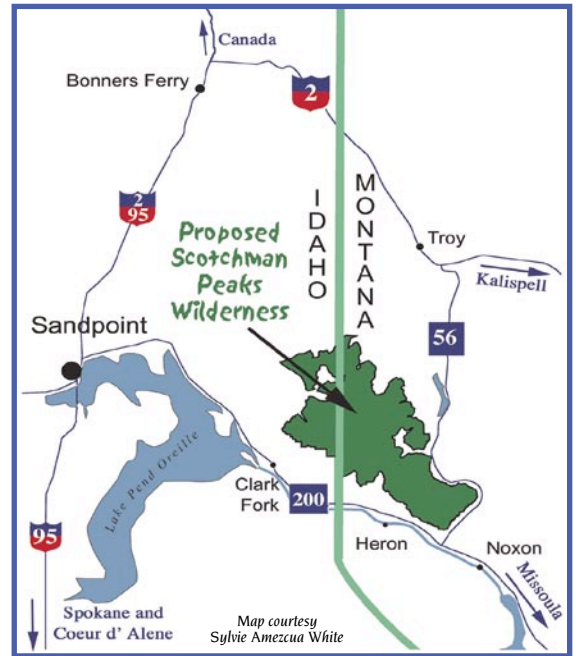 Canada
Bonners Ferry
2
IDAHO
MONTANA
2
95
Proposed
Scotchman
Peaks
Wilderness
Troy
Kalispell
Sandpoint
56
Lake Pend Oreille
Clark
Fork
200
Heron
Noxon
95
Missoula
Spokane and
Coeur d' Alene
Map courtesy
Sylvie Amezcua White